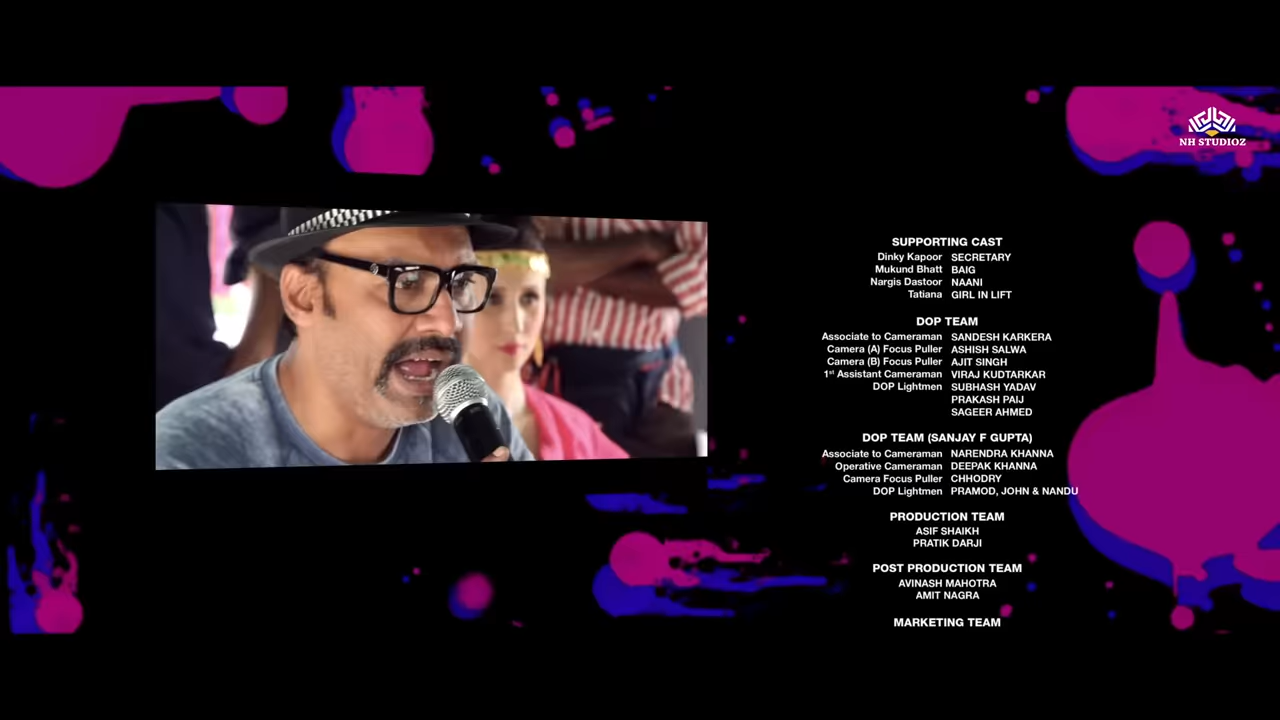 NH STUDIOZ
SUPPORTING CAST
Dinky Kapoor SECRETARY
Mukund Bhatt BAIG
Nargis Dastoor NAANI
Tatiana GIRL IN LIFT
DOP TEAM
Associate to Cameraman SANDESH KARKERA
Camera (A) Focus Puller ASHISH SALWA
Camera (B) Focus Puller AJIT SINGH
1st Assistant Cameraman VIRAJ KUDTARKAR
DOP Lightmen SUBHASH YADAV
PRAKASH PAIJ
SAGEER AHMED
DOP TEAM (SANJAY F GUPTA)
Associate to Cameraman NARENDRA KHANNA
Operative Cameraman DEEPAK KHANNA
Camera Focus Puller CHHODRY
DOP Lightmen PRAMOD, JOHN & NANDU
PRODUCTION TEAM
ASIF SHAIKH
PRATIK DARJI
POST PRODUCTION TEAM
AVINASH MAHOTRA
AMIT NAGRA
MARKETING TEAM